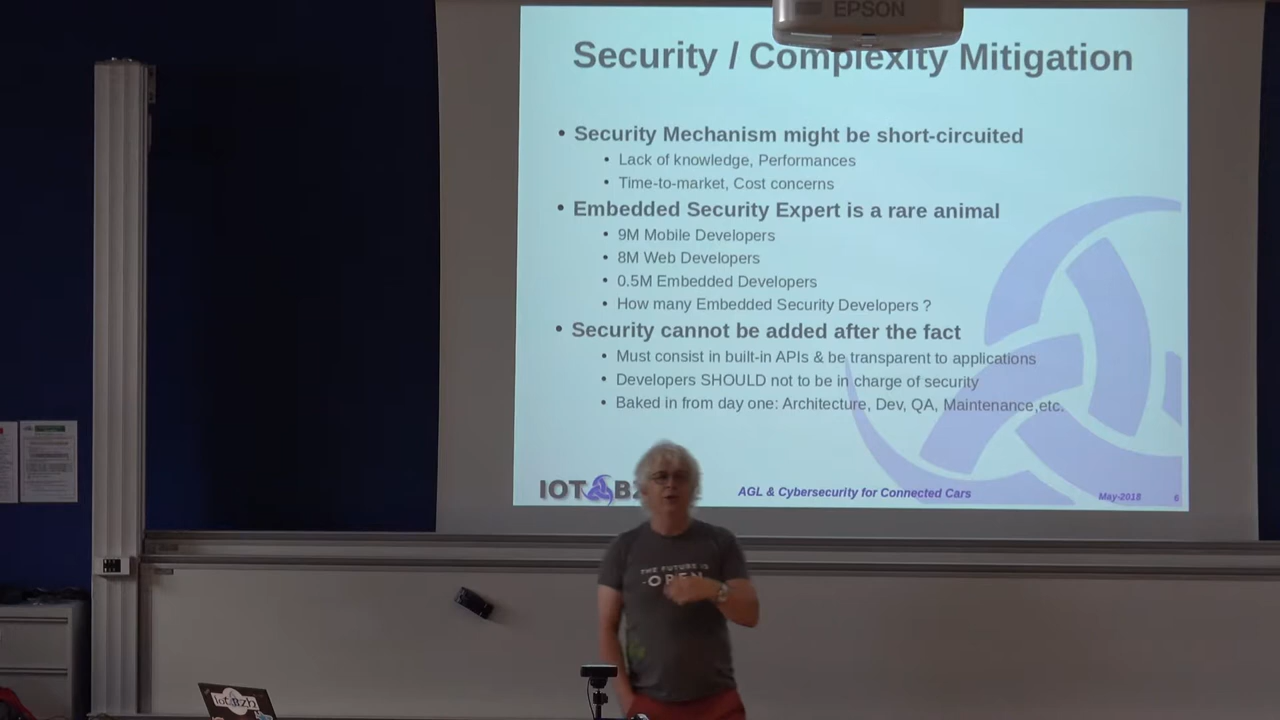 EPSON
Security / Complexity Mitigation
• Security Mechanism might be short-circuited
• Lack of knowledge, Performances
• Time-to-market, Cost concerns
• Embedded Security Expert is a rare animal
• 9M Mobile Developers
• 8M Web Developers
• 0.5M Embedded Developers
• How many Embedded Security Developers ?
• Security cannot be added after the fact
• Must consist in built-in APIs & be transparent to applications
• Developers SHOULD not to be in charge of security
• Baked in from day one: Architecture, Dev, QA, Maintenance,etc.
IOT BZ
AGL & Cybersecurity for Connected Cars
May-2018
6
THE FUTURE IS
OPEN
iotbzh